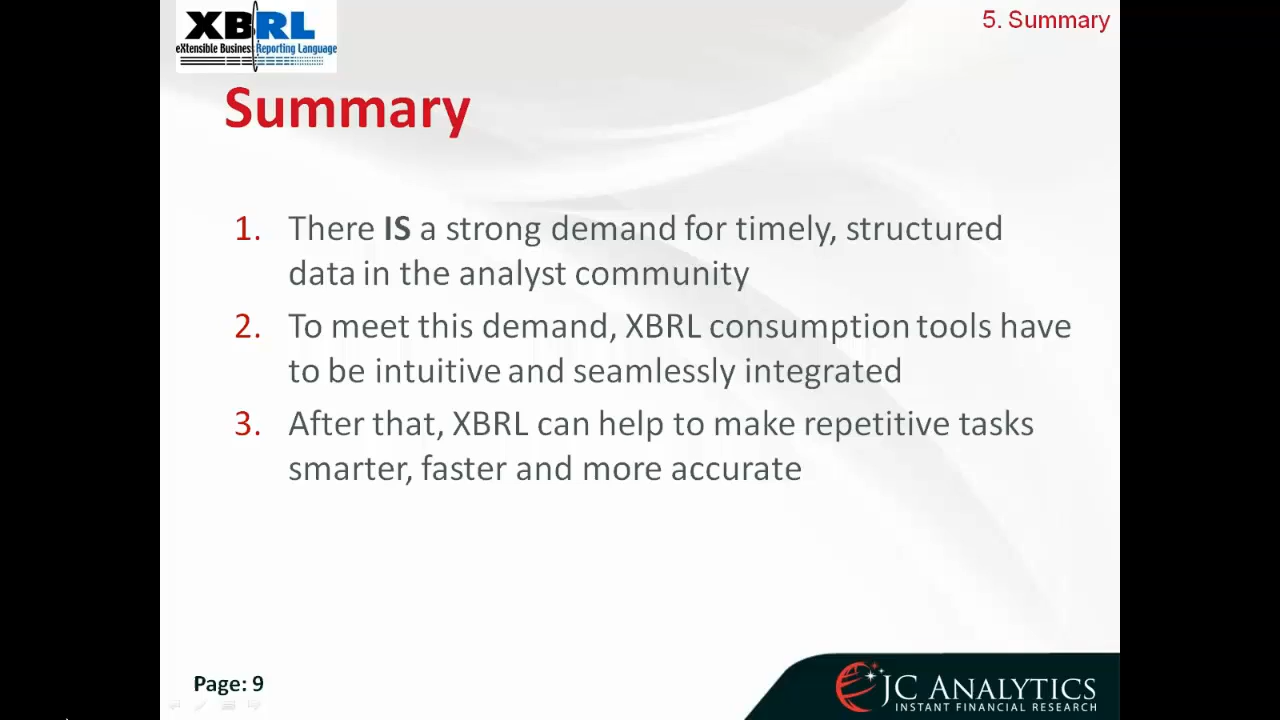 XBRL
eXtensible Business Reporting Language
5. Summary
Summary
1. There IS a strong demand for timely, structured
data in the analyst community
2. To meet this demand, XBRL consumption tools have
to be intuitive and seamlessly integrated
3. After that, XBRL can help to make repetitive tasks
smarter, faster and more accurate
Page: 9
JC ANALYTICS
INSTANT FINANCIAL RESEARCH